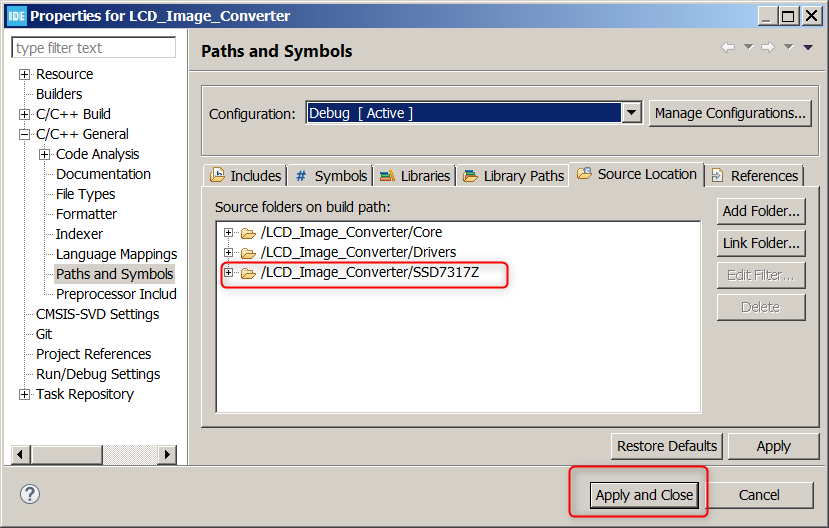 IDE Properties for LCD_Image_Converter
type filter text
Resource
Builders
C/C++ Build
C/C++ General
Code Analysis
Documentation
File Types
Formatter
Indexer
Language Mappings
Paths and Symbols
Preprocessor Includ
CMSIS-SVD Settings
Git
Project References
Run/Debug Settings
Task Repository
Paths and Symbols
Configuration: Debug [ Active ] Manage Configurations...
Includes # Symbols Libraries Library Paths Source Location References
Source folders on build path:
/LCD_Image_Converter/Core
/LCD_Image_Converter/Drivers
/LCD_Image_Converter/SSD7317Z
Add Folder...
Link Folder...
Edit Filter...
Delete
Restore Defaults Apply
? Apply and Close Cancel